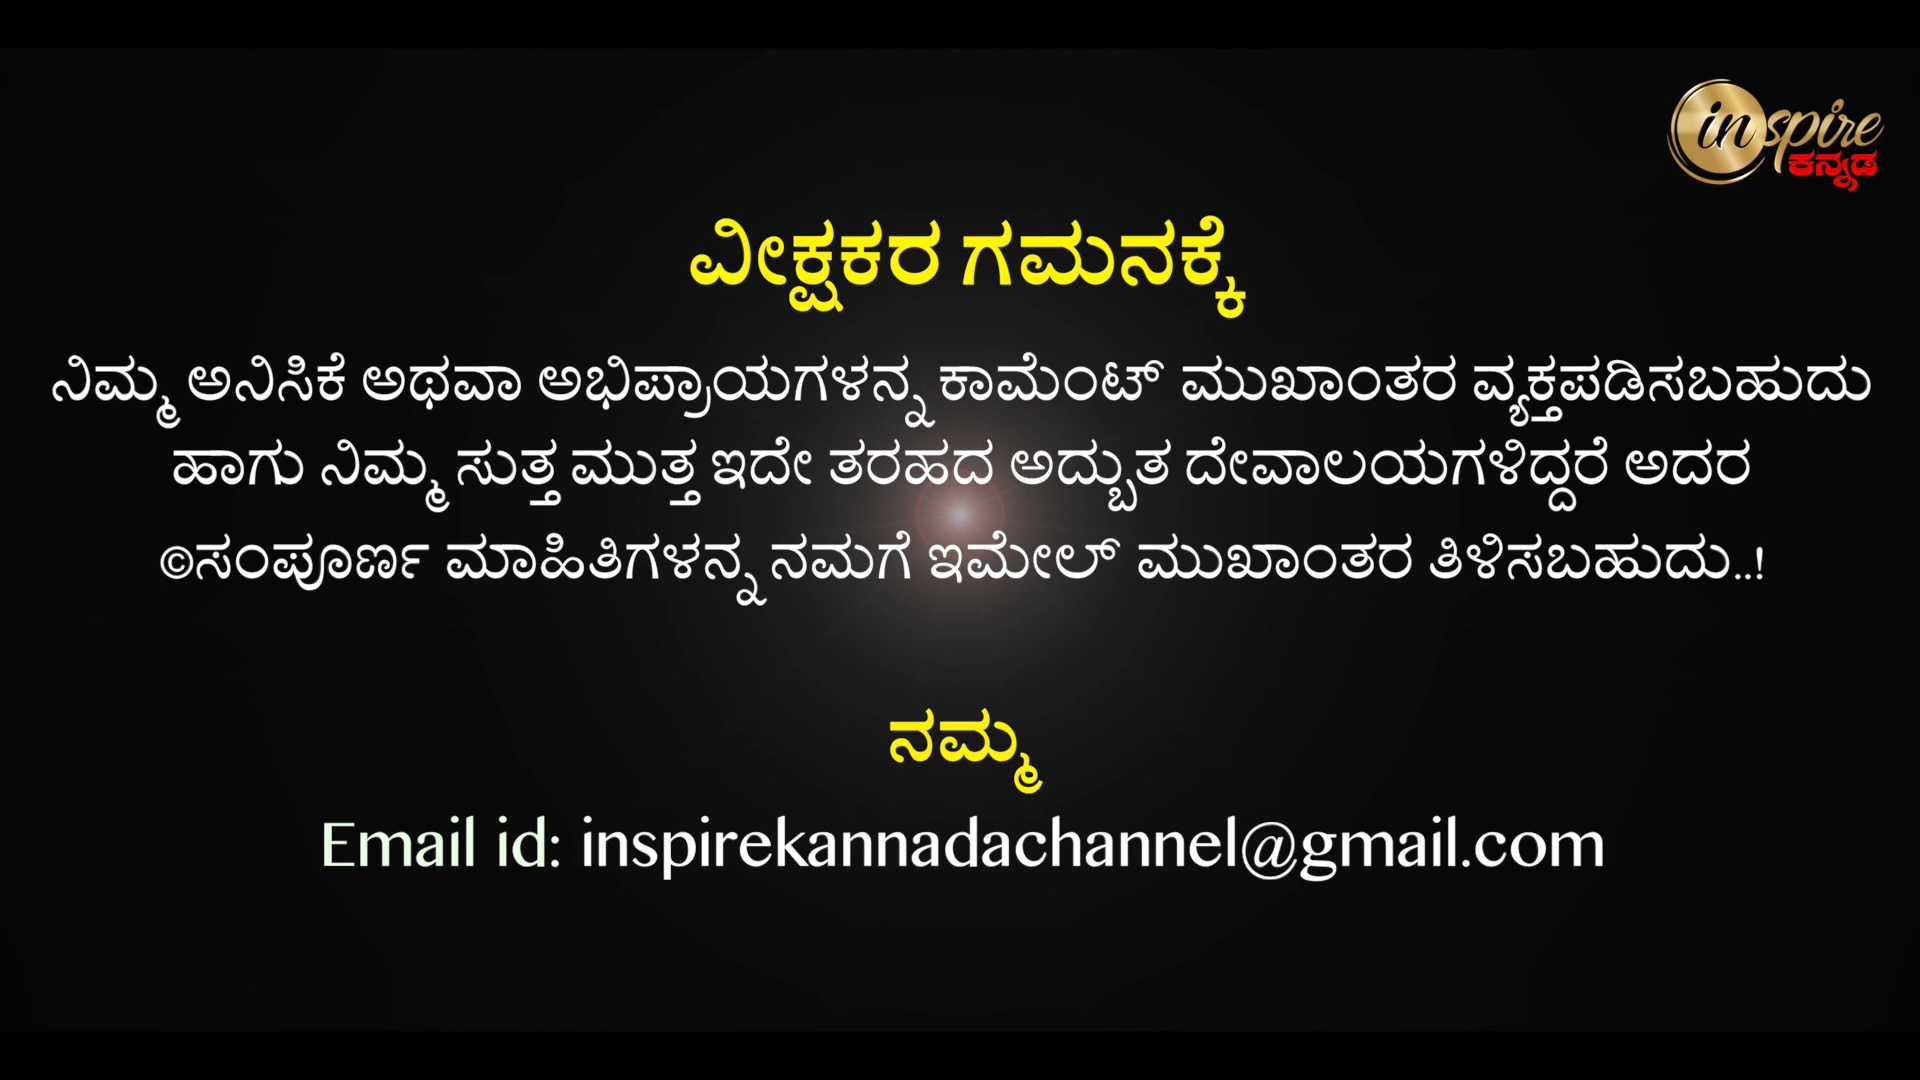 inspire
ಕನ್ನಡ
ವೀಕ್ಷಕರ ಗಮನಕ್ಕೆ
ನಿಮ್ಮ ಅನಿಸಿಕೆ ಅಥವಾ ಅಭಿಪ್ರಾಯಗಳನ್ನ ಕಾಮೆಂಟ್ ಮುಖಾಂತರ ವ್ಯಕ್ತಪಡಿಸಬಹುದು
ಹಾಗು ನಿಮ್ಮ ಸುತ್ತ ಮುತ್ತ ಇದೇ ತರಹದ ಅದ್ಬುತ ದೇವಾಲಯಗಳಿದ್ದರೆ ಅದರ
©ಸಂಪೂರ್ಣ ಮಾಹಿತಿಗಳನ್ನ ನಮಗೆ ಇಮೇಲ್ ಮುಖಾಂತರ ತಿಳಿಸಬಹುದು..!
ನಮ್ಮ
Email id: inspirekannadachannel@gmail.com